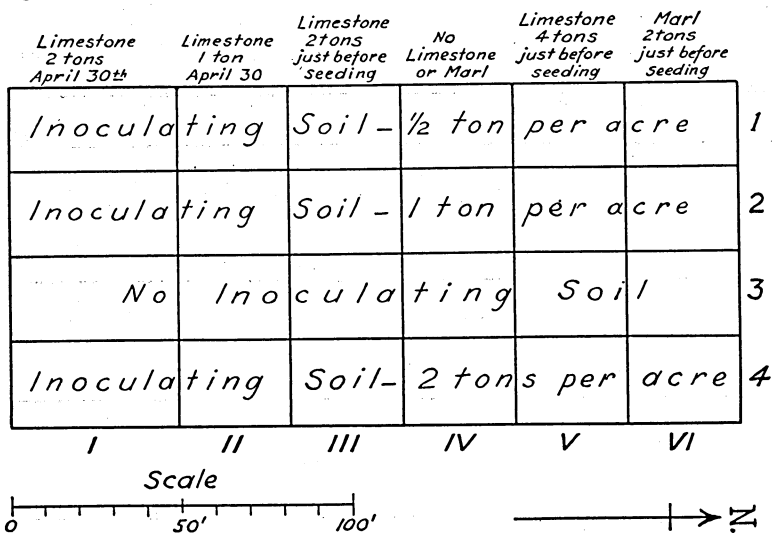 Limestone
2 tons
April 30th
Limestone
1 ton
April 30
Limestone
2 tons
just before
seeding
No
Limestone
or Marl
Limestone
4 tons
just before
seeding
Marl
2 tons
just before
seeding
Inoculating Soil - ½ ton per acre 1
Inoculating Soil - 1 ton per acre 2
No Inoculating Soil 3
Inoculating Soil - 2 tons per acre 4
I II III IV V VI
Scale
0 50' 100'
N.